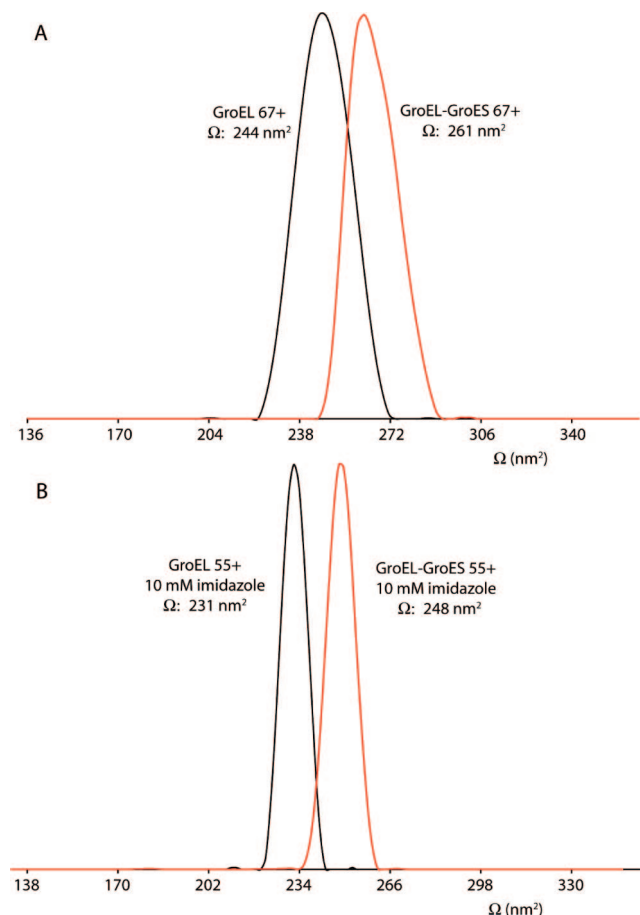 A
GroEL 67+
Ω: 244 nm²
GroEL-GroES 67+
Ω: 261 nm²
136 170 204 238 272 306 340
Ω (nm²)
B
GroEL 55+
10 mM imidazole
Ω: 231 nm²
GroEL-GroES 55+
10 mM imidazole
Ω: 248 nm²
138 170 202 234 266 298 330
Ω (nm²)